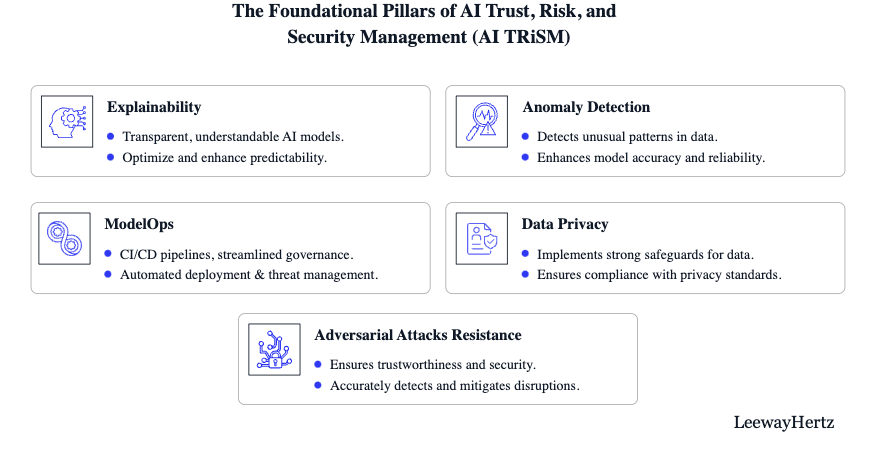 The Foundational Pillars of AI Trust, Risk, and
Security Management (AI TRiSM)
Explainability
Transparent, understandable AI models.
Optimize and enhance predictability.
Anomaly Detection
Detects unusual patterns in data.
Enhances model accuracy and reliability.
ModelOps
CI/CD pipelines, streamlined governance.
Automated deployment & threat management.
Data Privacy
Implements strong safeguards for data.
Ensures compliance with privacy standards.
Adversarial Attacks Resistance
Ensures trustworthiness and security.
Accurately detects and mitigates disruptions.
LeewayHertz